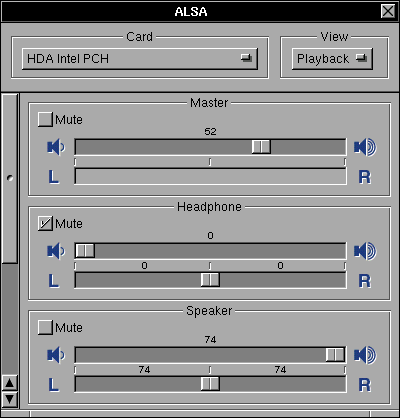 ALSA
Card
View
HDA Intel PCH
Playback
Master
Mute
52
L R
Headphone
Mute
0
0 0
L R
Speaker
Mute
74
74 74
L R